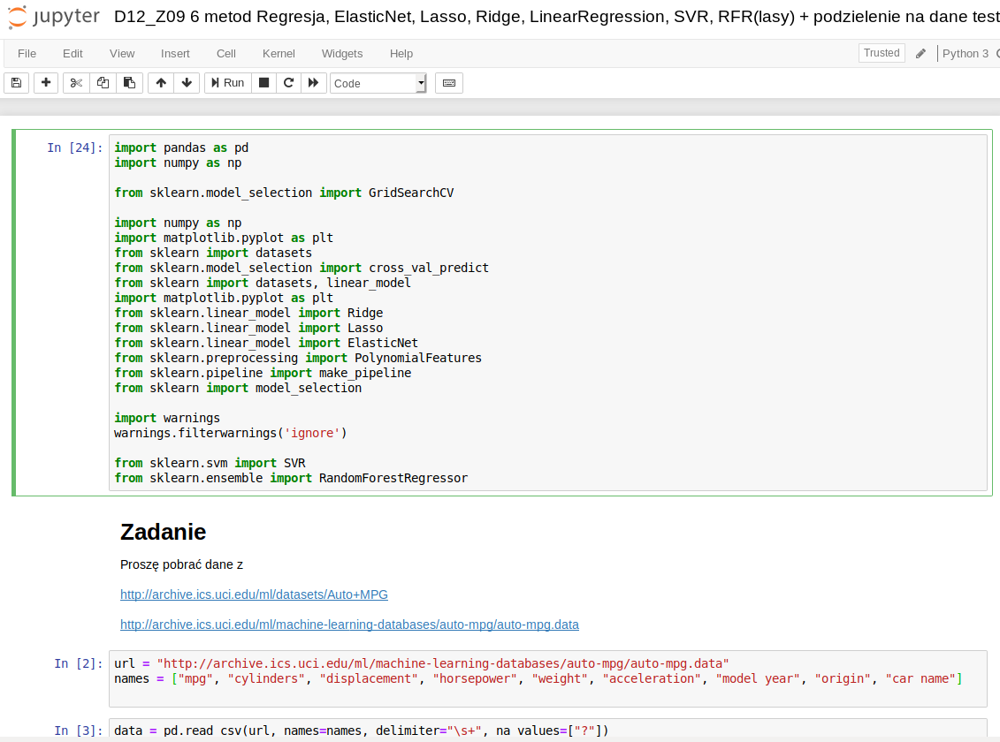 jupyter D12_Z09 6 metod Regresja, ElasticNet, Lasso, Ridge, LinearRegression, SVR, RFR(lasy) + podzielenie na dane test
File Edit View Insert Cell Kernel Widgets Help Trusted Python 3
Run Code
In [24]: import pandas as pd
import numpy as np
from sklearn.model_selection import GridSearchCV
import numpy as np
import matplotlib.pyplot as plt
from sklearn import datasets
from sklearn.model_selection import cross_val_predict
from sklearn import datasets, linear_model
import matplotlib.pyplot as plt
from sklearn.linear_model import Ridge
from sklearn.linear_model import Lasso
from sklearn.linear_model import ElasticNet
from sklearn.preprocessing import PolynomialFeatures
from sklearn.pipeline import make_pipeline
from sklearn import model_selection
import warnings
warnings.filterwarnings('ignore')
from sklearn.svm import SVR
from sklearn.ensemble import RandomForestRegressor
Zadanie
Proszę pobrać dane z
http://archive.ics.uci.edu/ml/datasets/Auto+MPG
http://archive.ics.uci.edu/ml/machine-learning-databases/auto-mpg/auto-mpg.data
In [2]: url = "http://archive.ics.uci.edu/ml/machine-learning-databases/auto-mpg/auto-mpg.data"
names = ["mpg", "cylinders", "displacement", "horsepower", "weight", "acceleration", "model year", "origin", "car name"]
In [3]: data = pd.read_csv(url, names=names, delimiter="\s+", na_values=["?"])